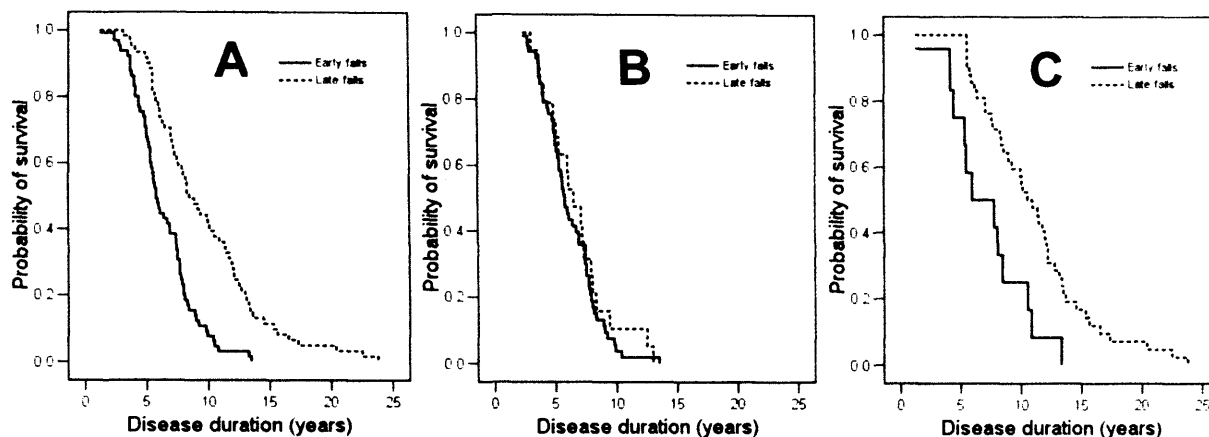 A
Early falls
Late falls
Probability of survival
1.0
0.8
0.6
0.4
0.2
0.0
0 5 10 15 20 25
Disease duration (years)
B
Early falls
Late falls
Probability of survival
1.0
0.8
0.6
0.4
0.2
0.0
0 5 10 15 20 25
Disease duration (years)
C
Early falls
Late falls
Probability of survival
1.0
0.8
0.6
0.4
0.2
0.0
0 5 10 15 20 25
Disease duration (years)